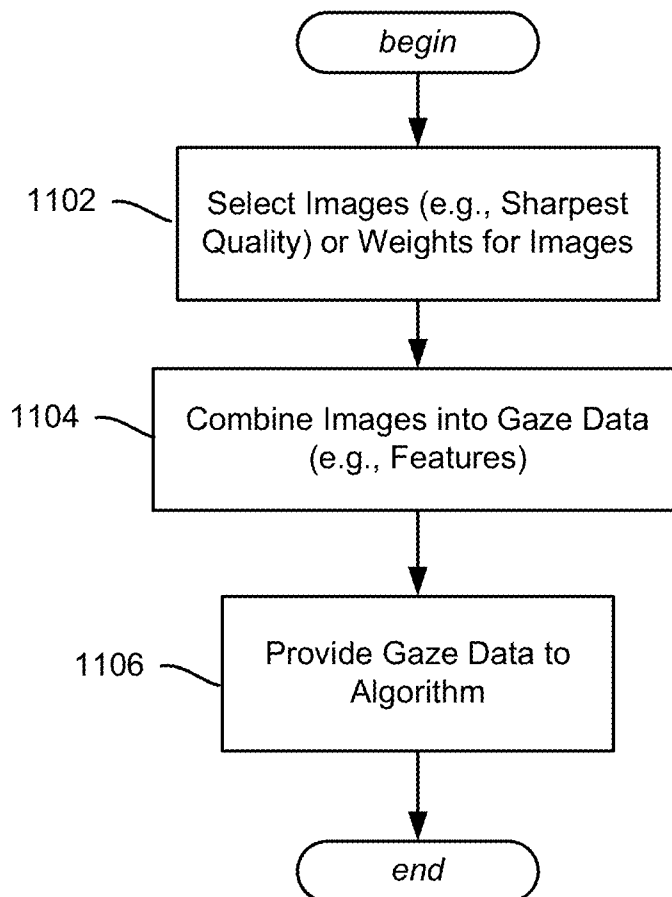 begin
1102
Select Images (e.g., Sharpest
Quality) or Weights for Images
1104
Combine Images into Gaze Data
(e.g., Features)
1106
Provide Gaze Data to
Algorithm
end